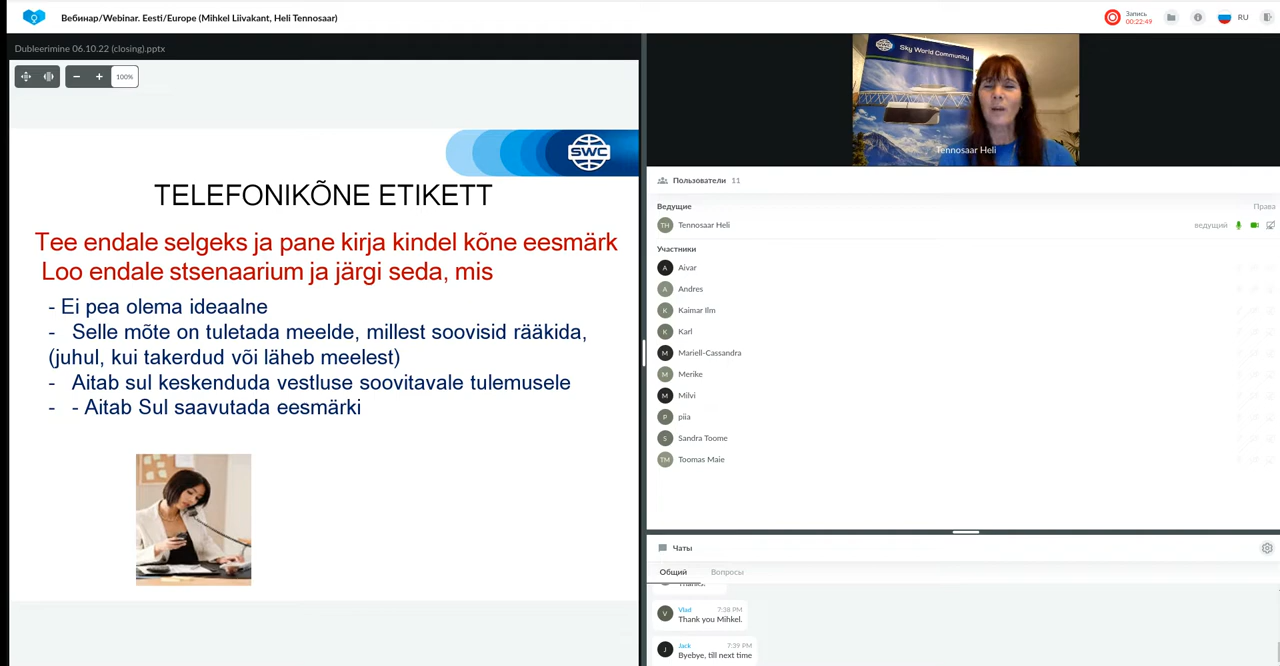 Вебинар/Webinar. Eesti/Europe (Mihkel Liivakant, Heli Tennosaar)
Запись
00:22:49
RU
Dubleerimine 06.10.22 (closing).pptx
100%
SWC
TELEFONIKÕNE ETIKETT
Tee endale selgeks ja pane kirja kindel kõne eesmärk
Loo endale stsenaarium ja järgi seda, mis
- Ei pea olema ideaalne
- Selle mõte on tuletada meelde, millest soovisid rääkida,
(juhul, kui takerdud või läheb meelest)
- Aitab sul keskenduda vestluse soovitavale tulemusele
- - Aitab Sul saavutada eesmärki
Sky World Community
Tennosaar Heli
Пользователи 11
Ведущие
Права
TH Tennosaar Heli
ведущий
Участники
A Aivar
A Andres
K Kaimar Ilm
K Karl
M Mariell-Cassandra
M Merike
M Milvi
P piia
S Sandra Toome
TM Toomas Maie
Чаты
Общий Вопросы
Thanks.
V Vlad 7:38 PM
Thank you Mihkel.
J Jack 7:39 PM
Byebye, till next time